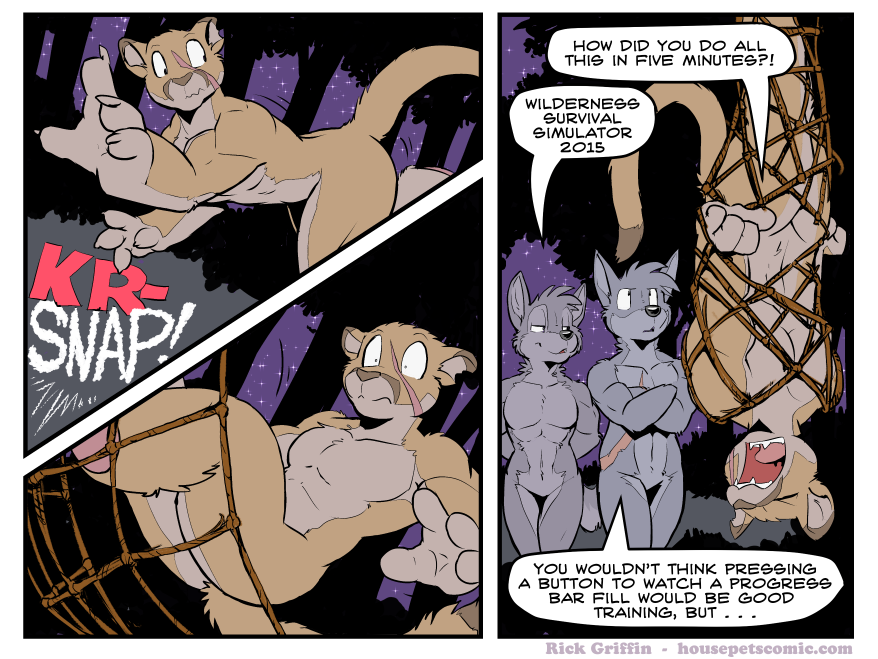 KR-
SNAP!
HOW DID YOU DO ALL
THIS IN FIVE MINUTES?!
WILDERNESS
SURVIVAL
SIMULATOR
2015
YOU WOULDN'T THINK PRESSING
A BUTTON TO WATCH A PROGRESS
BAR FILL WOULD BE GOOD
TRAINING, BUT . . .
Rick Griffin - housepetscomic.com